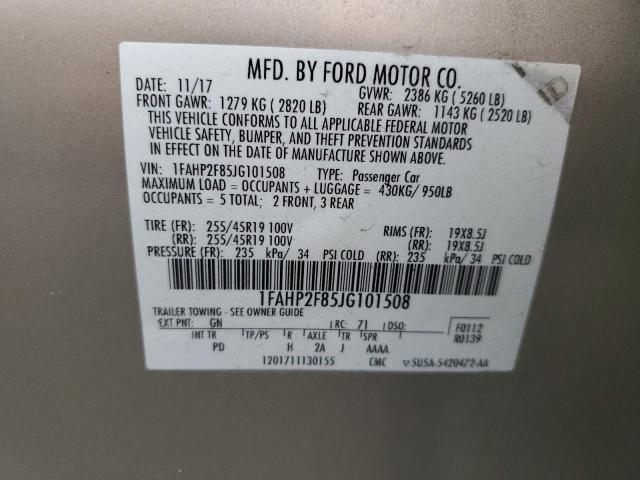 MFD. BY FORD MOTOR CO.
DATE: 11/17 GVWR: 2386 KG (5260 LB)
FRONT GAWR: 1279 KG (2820 LB) REAR GAWR: 1143 KG (2520 LB)
THIS VEHICLE CONFORMS TO ALL APPLICABLE FEDERAL MOTOR
VEHICLE SAFETY, BUMPER, AND THEFT PREVENTION STANDARDS
IN EFFECT ON THE DATE OF MANUFACTURE SHOWN ABOVE.
VIN: 1FAHP2F85JG101508 TYPE: Passenger Car
MAXIMUM LOAD = OCCUPANTS + LUGGAGE = 430KG/ 950LB
OCCUPANTS = 5 TOTAL; 2 FRONT, 3 REAR
TIRE (FR): 255/45R19 100V RIMS (FR): 19X8.5J
(RR): 255/45R19 100V (RR): 19X8.5J
PRESSURE (FR): 235 kPa/ 34 PSI COLD (RR): 235 kPa/ 34 PSI COLD
1FAHP2F85JG101508
TRAILER TOWING - SEE OWNER GUIDE
EXT PNT: GN RC: 71 DSO: F0112
INT TR TP/PS R AXLE TR SPR R0139
PD H 2A J AAAA
1201711130155 CMC 5U5A-5420472-AA